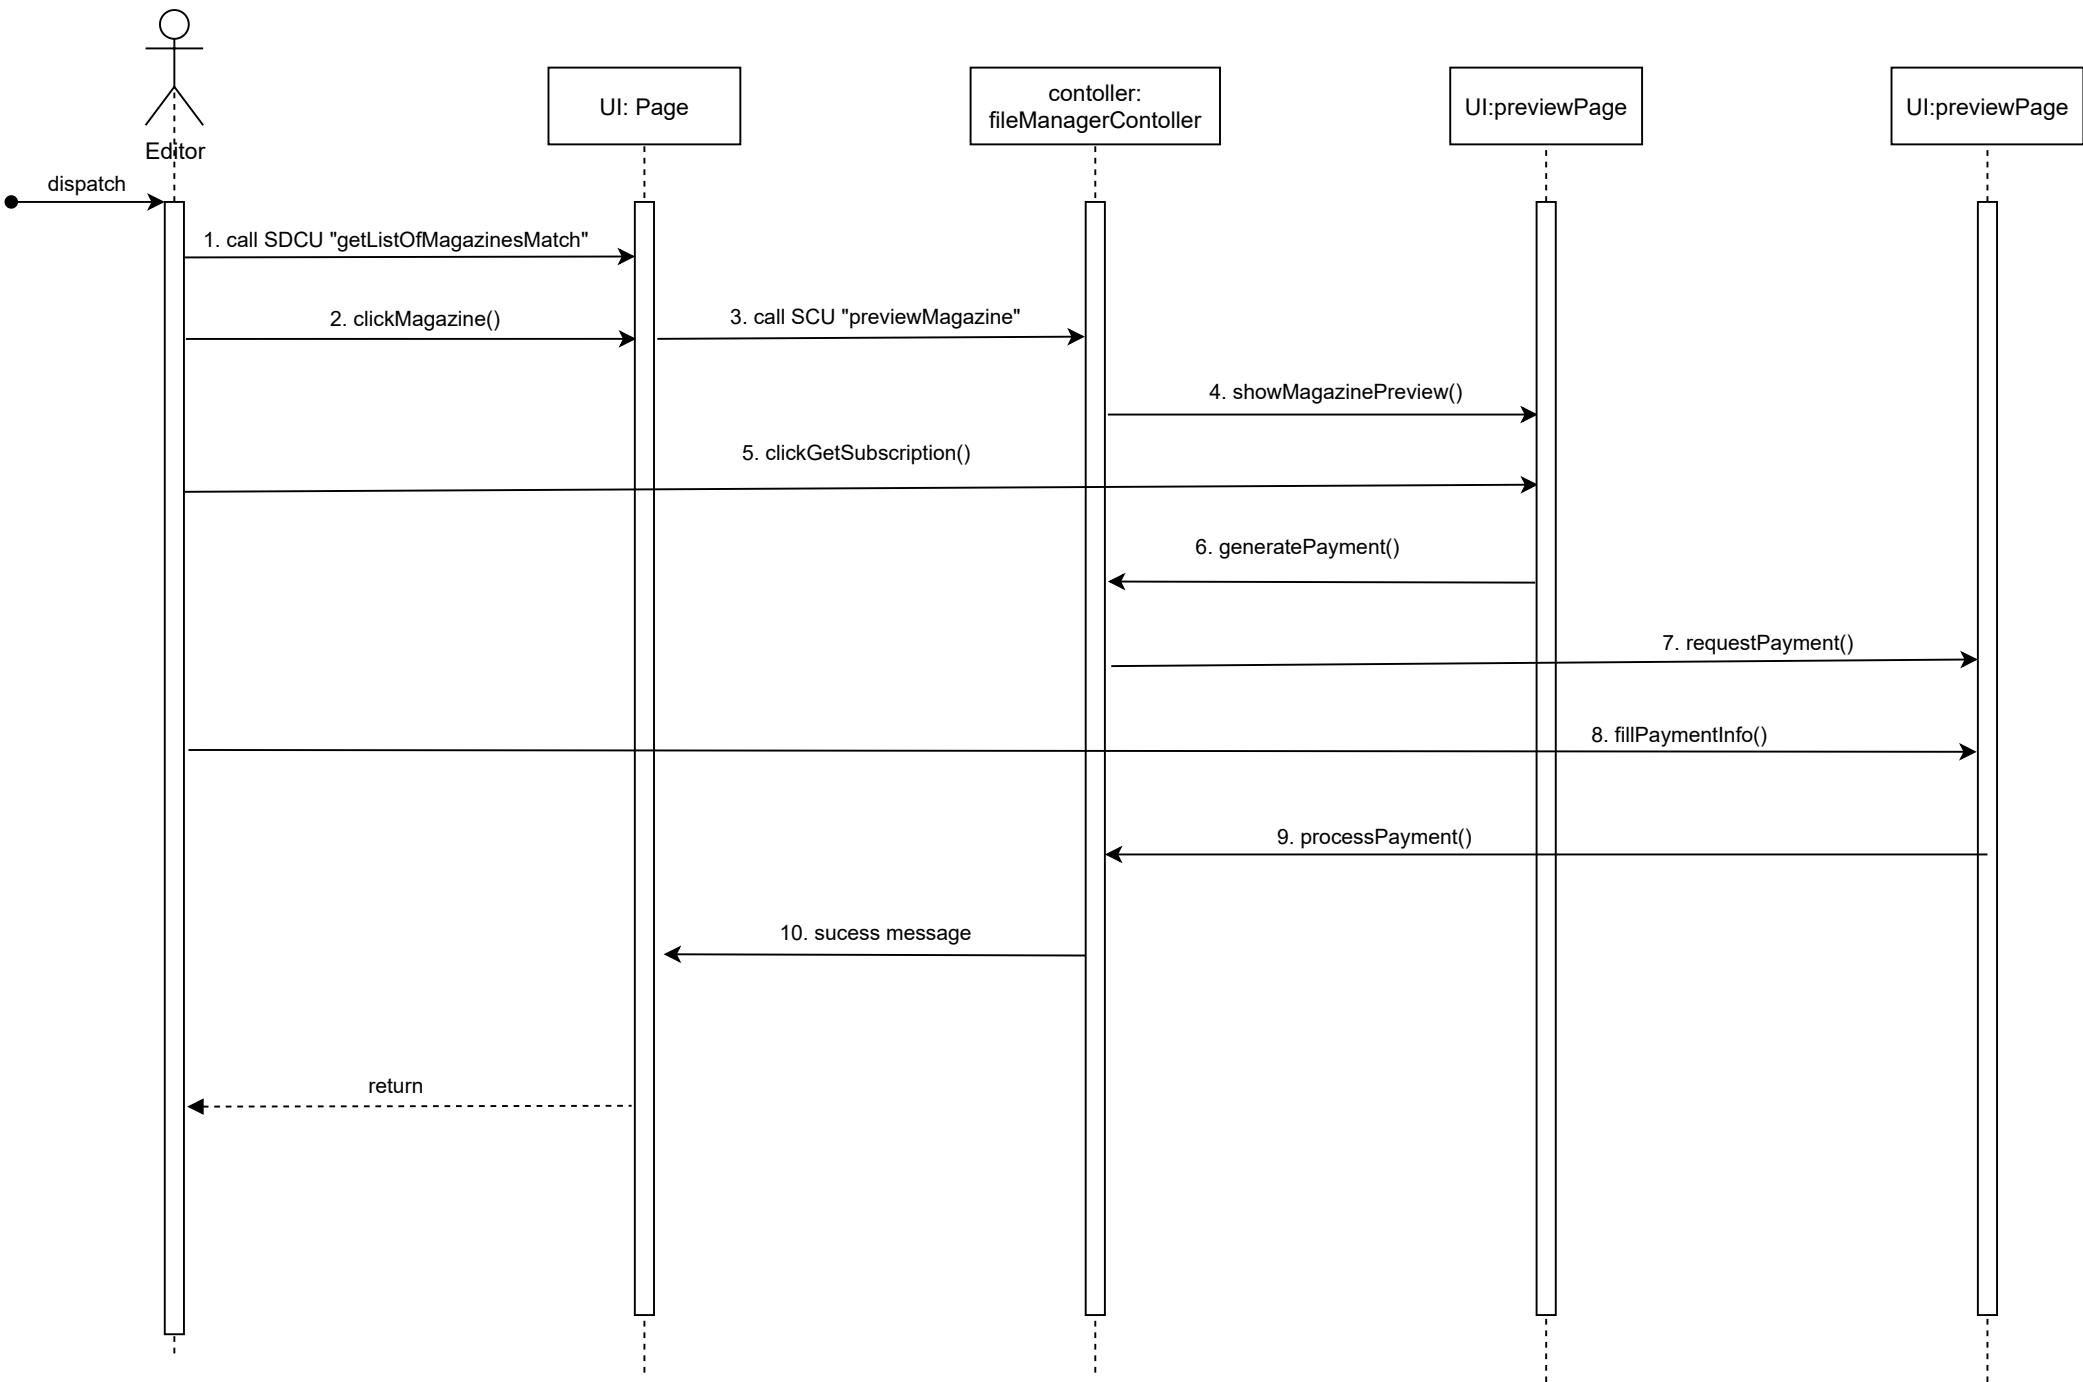 UI: Page
contoller:
fileManagerContoller
UI:previewPage
UI:previewPage
Editor
dispatch
1. call SDCU "getListOfMagazinesMatch"
2. clickMagazine()
3. call SCU "previewMagazine"
4. showMagazinePreview()
5. clickGetSubscription()
6. generatePayment()
7. requestPayment()
8. fillPaymentInfo()
9. processPayment()
10. sucess message
return